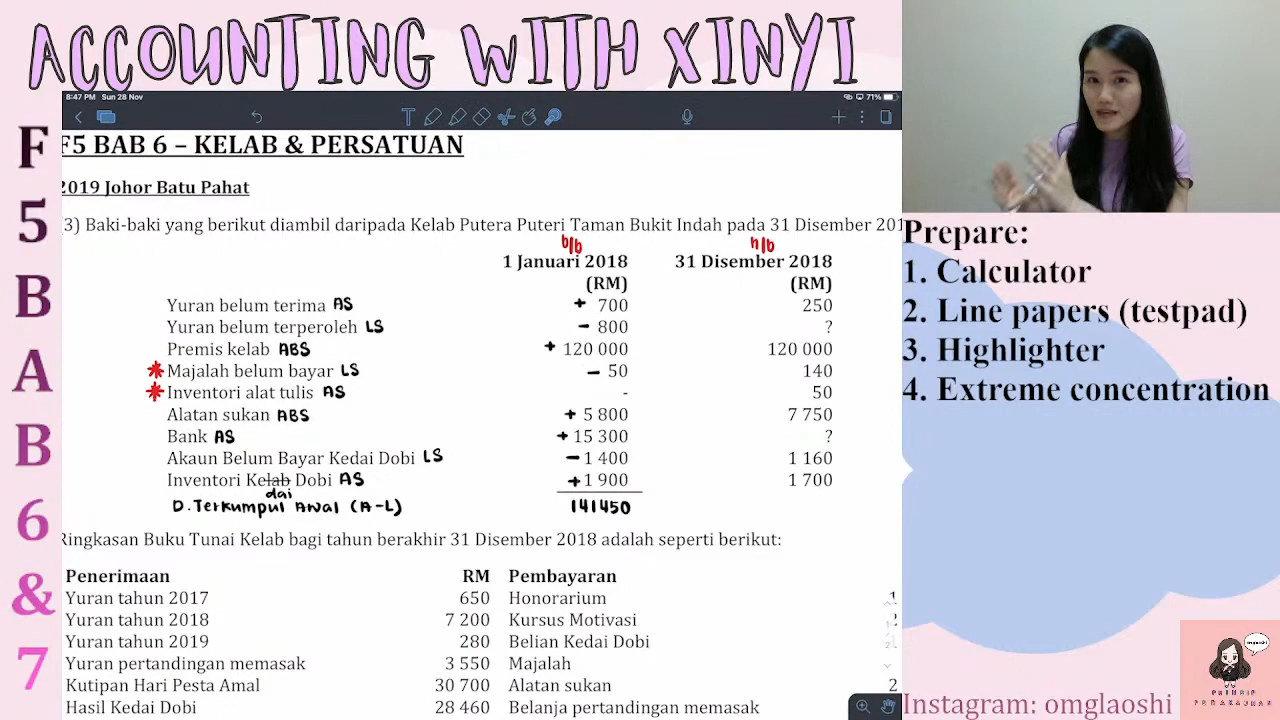 ACCOUNTING WITH XINYI
F
5
B
A
B
6
&
7
8:47 PM Sun 28 Nov
71%
F5 BAB 6 – KELAB & PERSATUAN
2019 Johor Batu Pahat
3) Baki-baki yang berikut diambil daripada Kelab Putera Puteri Taman Bukit Indah pada 31 Disember 201
b/b h/b
1 Januari 2018 31 Disember 2018
(RM) (RM)
Yuran belum terima AS + 700 250
Yuran belum terperoleh LS - 800 ?
Premis kelab ABS + 120 000 120 000
* Majalah belum bayar LS - 50 140
* Inventori alat tulis AS - 50
Alatan sukan ABS + 5 800 7 750
Bank AS + 15 300 ?
Akaun Belum Bayar Kedai Dobi LS - 1 400 1 160
Inventori Kelab Dobi AS + 1 900 1 700
dai
D. Terkumpul Awal (A-L) 141450
Ringkasan Buku Tunai Kelab bagi tahun berakhir 31 Disember 2018 adalah seperti berikut:
Penerimaan RM Pembayaran
Yuran tahun 2017 650 Honorarium
Yuran tahun 2018 7 200 Kursus Motivasi
Yuran tahun 2019 280 Belian Kedai Dobi
Yuran pertandingan memasak 3 550 Majalah
Kutipan Hari Pesta Amal 30 700 Alatan sukan 2
Hasil Kedai Dobi 28 460 Belanja pertandingan memasak
Prepare:
1. Calculator
2. Line papers (testpad)
3. Highlighter
4. Extreme concentration
Instagram: omglaoshi